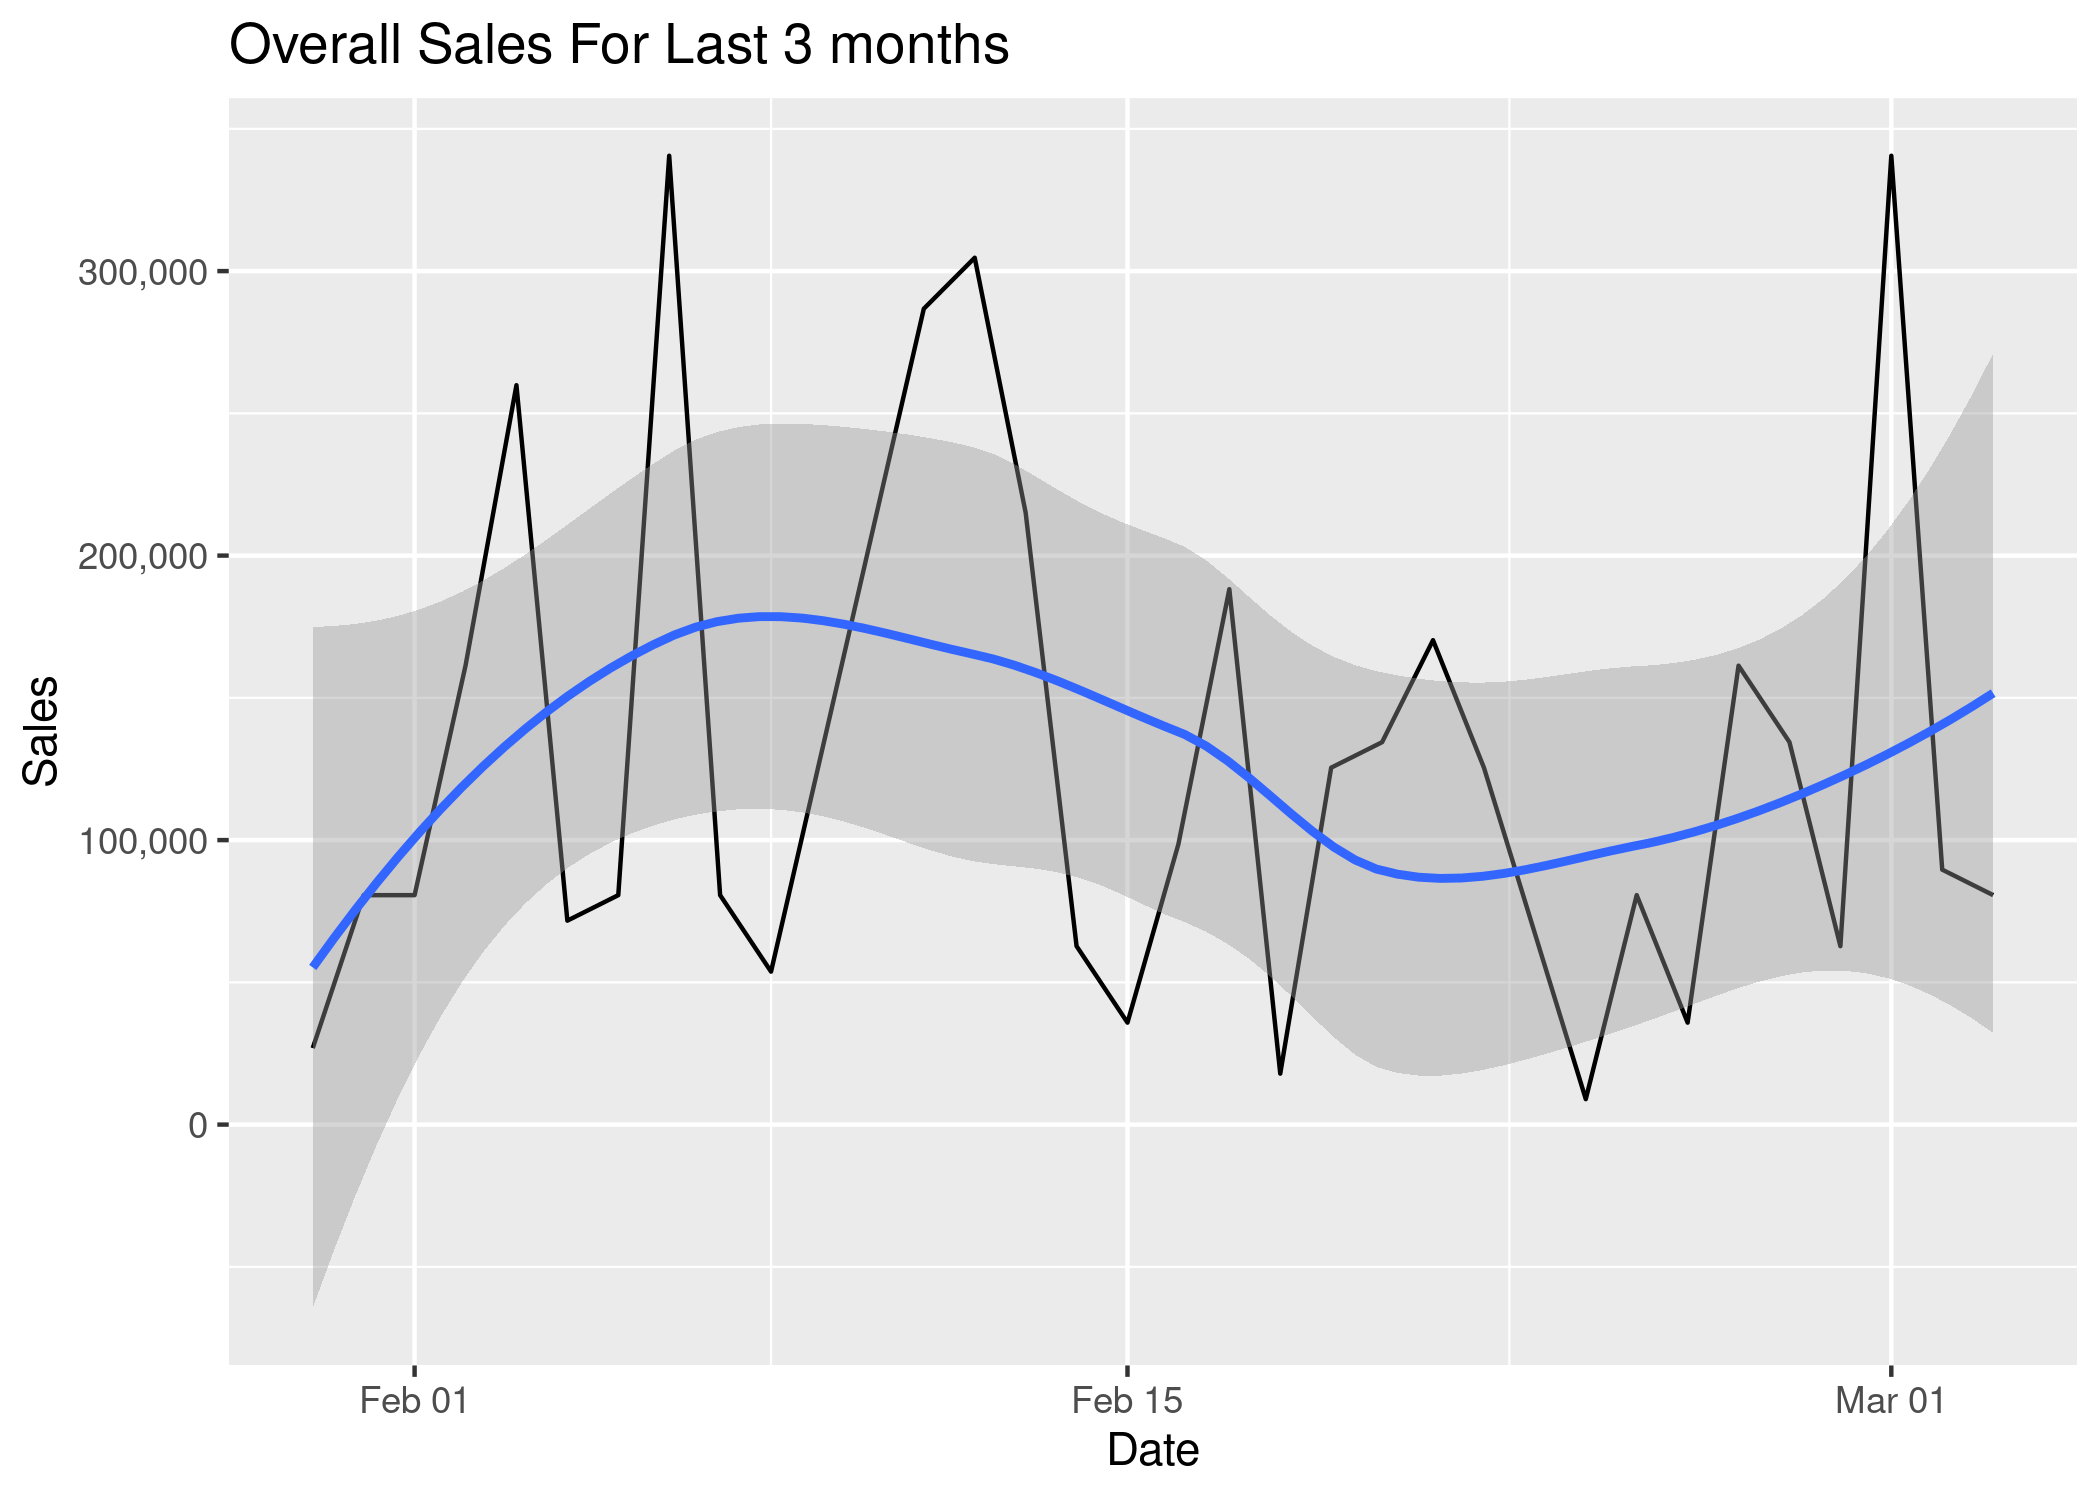 Overall Sales For Last 3 months
300,000
200,000
100,000
0
Sales
Feb 01
Feb 15
Mar 01
Date